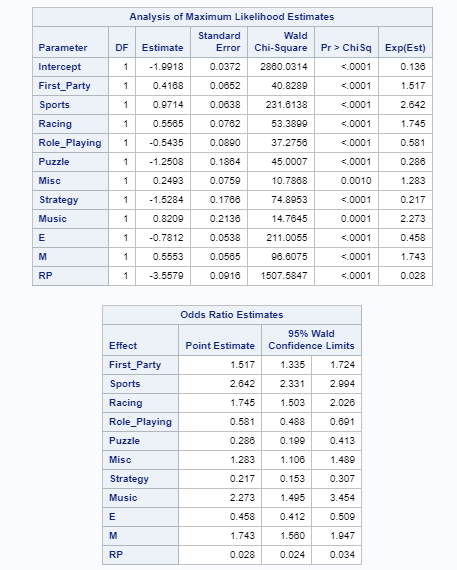 Analysis of Maximum Likelihood Estimates
Parameter DF Estimate Standard Error Wald Chi-Square Pr > ChiSq Exp(Est)
Intercept 1 -1.9918 0.0372 2860.0314 <.0001 0.136
First_Party 1 0.4168 0.0652 40.8289 <.0001 1.517
Sports 1 0.9714 0.0638 231.6138 <.0001 2.642
Racing 1 0.5565 0.0762 53.3899 <.0001 1.745
Role_Playing 1 -0.5435 0.0890 37.2756 <.0001 0.581
Puzzle 1 -1.2508 0.1864 45.0007 <.0001 0.286
Misc 1 0.2493 0.0759 10.7868 0.0010 1.283
Strategy 1 -1.5284 0.1766 74.8953 <.0001 0.217
Music 1 0.8209 0.2136 14.7645 0.0001 2.273
E 1 -0.7812 0.0538 211.0055 <.0001 0.458
M 1 0.5553 0.0565 96.6075 <.0001 1.743
RP 1 -3.5579 0.0916 1507.5847 <.0001 0.028
Odds Ratio Estimates
Effect Point Estimate 95% Wald Confidence Limits
First_Party 1.517 1.335 1.724
Sports 2.642 2.331 2.994
Racing 1.745 1.503 2.026
Role_Playing 0.581 0.488 0.691
Puzzle 0.286 0.199 0.413
Misc 1.283 1.106 1.489
Strategy 0.217 0.153 0.307
Music 2.273 1.495 3.454
E 0.458 0.412 0.509
M 1.743 1.560 1.947
RP 0.028 0.024 0.034